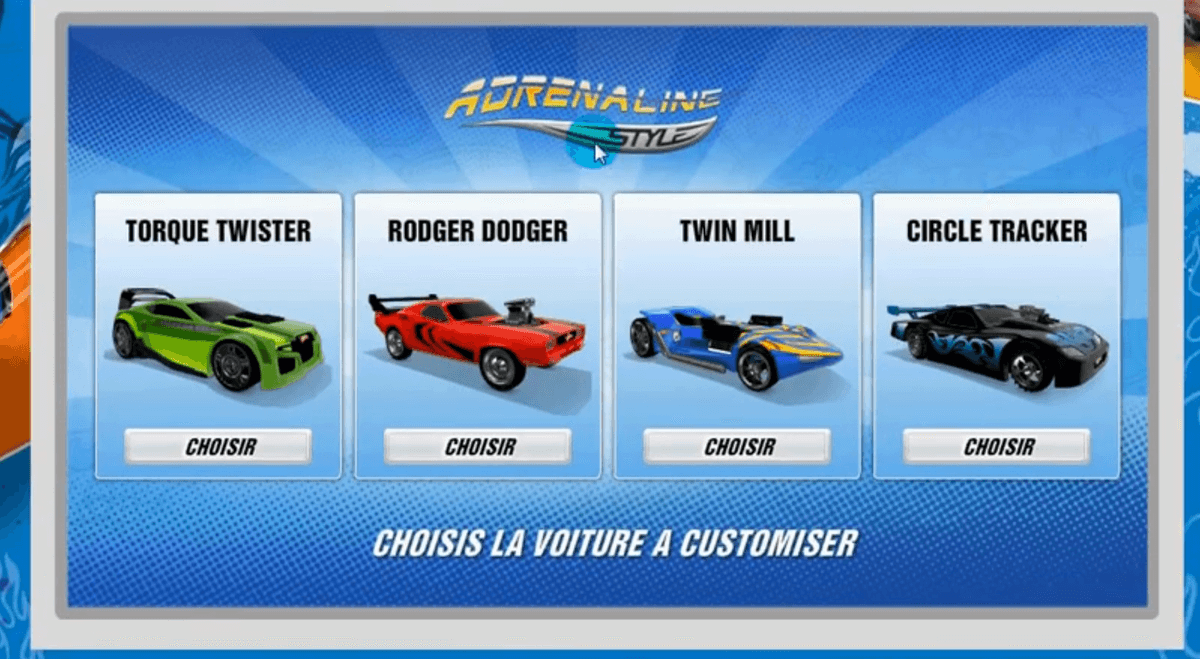 ADRENALINE
STYLE
TORQUE TWISTER
RODGER DODGER
TWIN MILL
CIRCLE TRACKER
CHOISIR
CHOISIR
CHOISIR
CHOISIR
CHOISIS LA VOITURE A CUSTOMISER